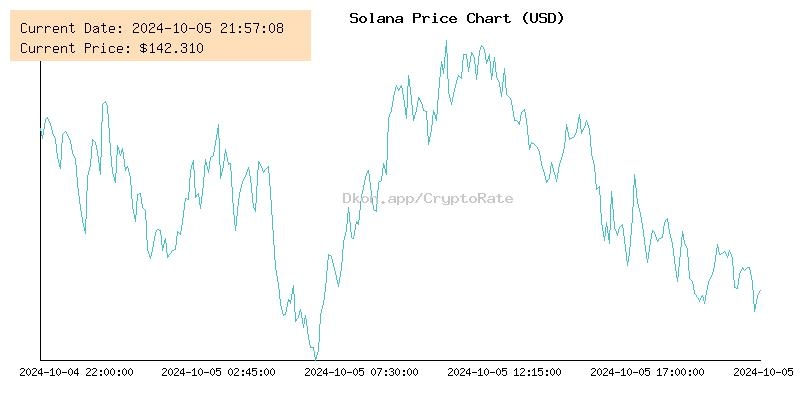 Solana Price Chart (USD)
Current Date: 2024-10-05 21:57:08
Current Price: $142.310
Dkon.app/CryptoRate
2024-10-04 22:00:00 2024-10-05 02:45:00 2024-10-05 07:30:00 2024-10-05 12:15:00 2024-10-05 17:00:00 2024-10-05